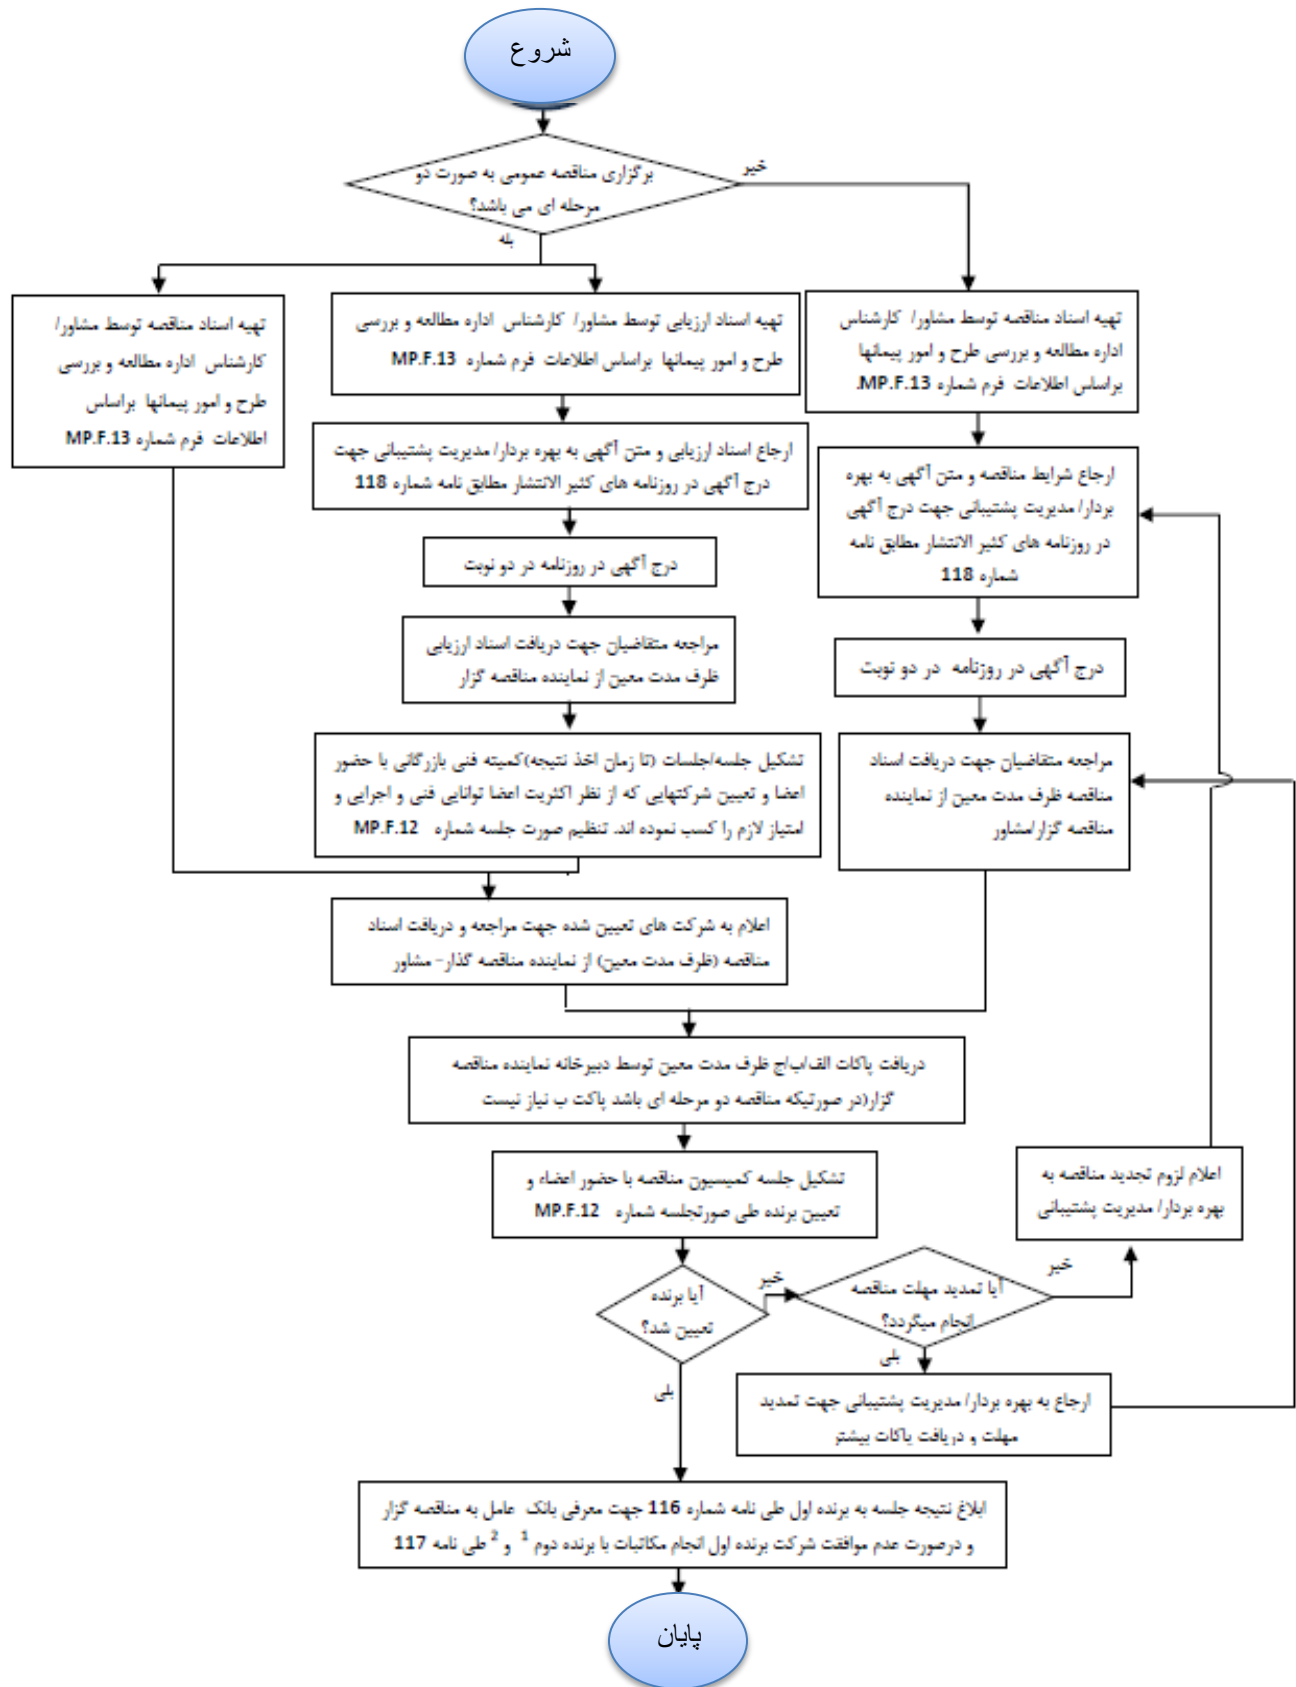 شروع
برگزاری مناقصه عمومی به صورت دو
مرحله ای می باشد؟
خیر
بله
تهیه اسناد مناقصه توسط مشاور/ کارشناس
اداره مطالعه و بررسی طرح و امور پیمانها
براساس اطلاعات فرم شماره MP.F.13.
ارجاع شرایط مناقصه و متن آگهی به بهره
بردار/ مدیریت پشتیبانی جهت درج آگهی
در روزنامه های کثیر الانتشار مطابق نامه
شماره 118
درج آگهی در روزنامه در دو نوبت
مراجعه متقاضیان جهت دریافت اسناد
مناقصه ظرف مدت معین از نماینده
مناقصه گزار/مشاور
تهیه اسناد ارزیابی توسط مشاور/ کارشناس اداره مطالعه و بررسی
طرح و امور پیمانها براساس اطلاعات فرم شماره MP.F.13
ارجاع اسناد ارزیابی و متن آگهی به بهره بردار/ مدیریت پشتیبانی جهت
درج آگهی در روزنامه های کثیر الانتشار مطابق نامه شماره 118
درج آگهی در روزنامه در دو نوبت
مراجعه متقاضیان جهت دریافت اسناد ارزیابی
ظرف مدت معین از نماینده مناقصه گزار
تشکیل جلسه/جلسات (تا زمان اخذ نتیجه)کمیته فنی بازرگانی با حضور
اعضا و تعیین شرکتهایی که از نظر اکثریت اعضا توانایی فنی و اجرایی و
امتیاز لازم را کسب نموده اند. تنظیم صورت جلسه شماره MP.F.12
تهیه اسناد مناقصه توسط مشاور/
کارشناس اداره مطالعه و بررسی
طرح و امور پیمانها براساس
اطلاعات فرم شماره MP.F.13
اعلام به شرکت های تعیین شده جهت مراجعه و دریافت اسناد
مناقصه (ظرف مدت معین) از نماینده مناقصه گذار- مشاور
دریافت پاکات الف/ب/ج ظرف مدت معین توسط دبیرخانه نماینده مناقصه
گزار(در صورتیکه مناقصه دو مرحله ای باشد پاکت ب نیاز نیست
تشکیل جلسه کمیسیون مناقصه با حضور اعضاء و
تعیین برنده طی صورتجلسه شماره MP.F.12
اعلام لزوم تجدید مناقصه به
بهره بردار/ مدیریت پشتیبانی
آیا برنده
تعیین شد؟
خیر
آیا تمدید مهلت مناقصه
انجام میگردد؟
خیر
بلی
بلی
ارجاع به بهره بردار/ مدیریت پشتیبانی جهت تمدید
مهلت و دریافت پاکات بیشتر
ابلاغ نتیجه جلسه به برنده اول طی نامه شماره 116 جهت معرفی بانک عامل به مناقصه گزار
و درصورت عدم موافقت شرکت برنده اول انجام مکاتبات با برنده دوم 1 و 2 طی نامه 117
پایان